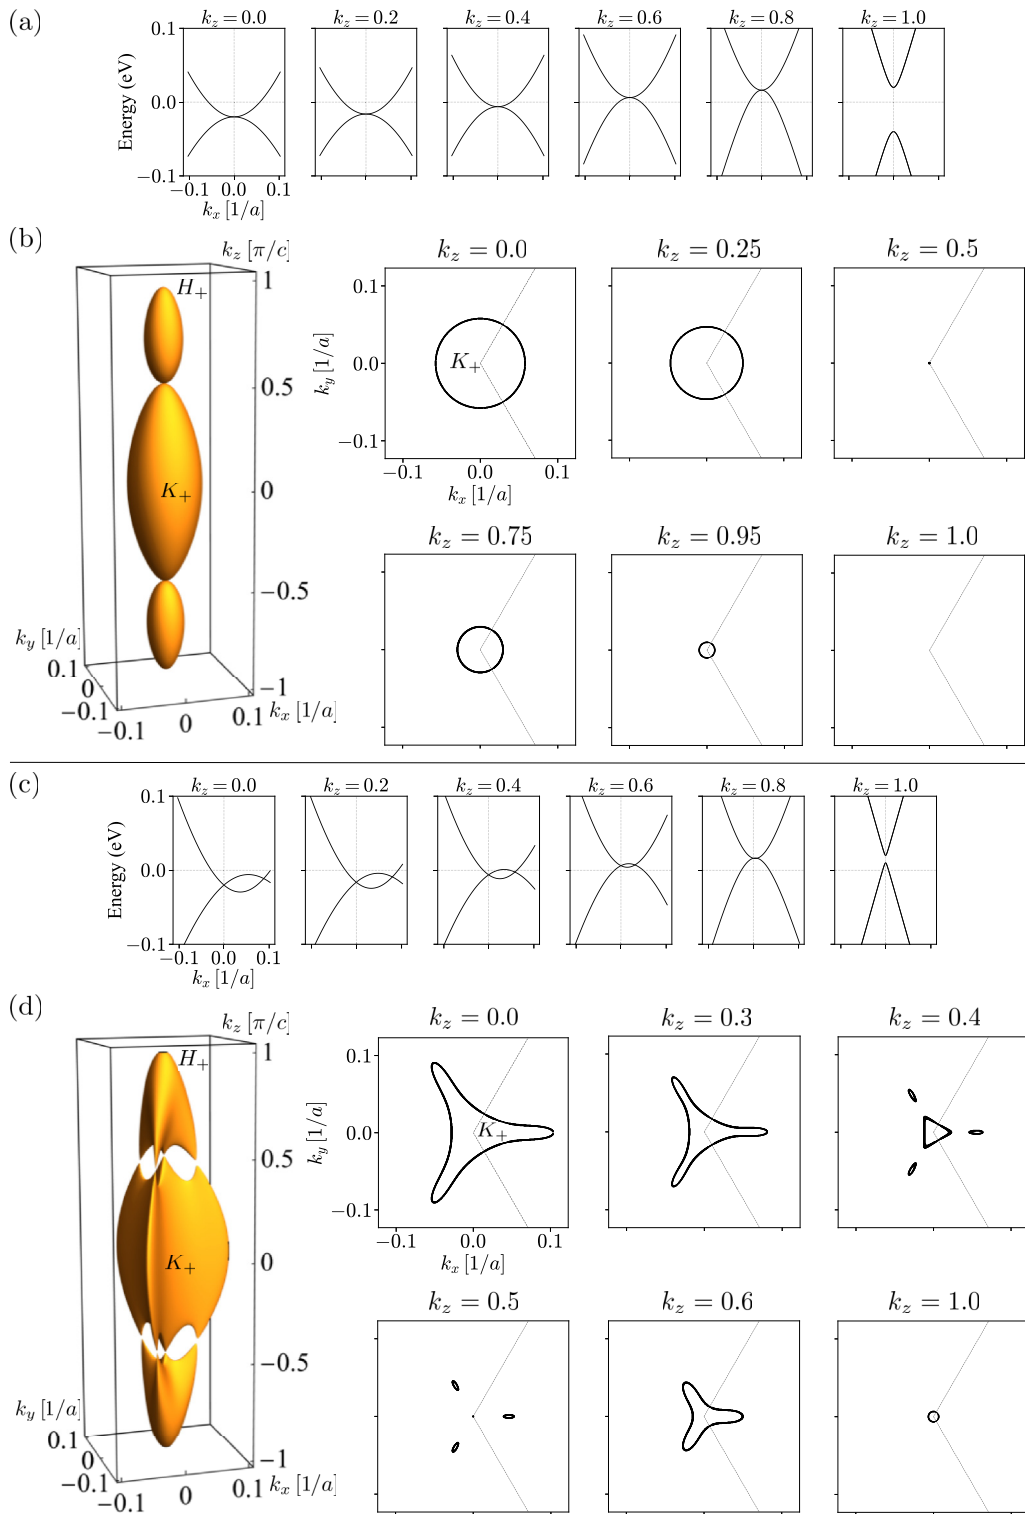 (a)
k_z = 0.0 k_z = 0.2 k_z = 0.4 k_z = 0.6 k_z = 0.8 k_z = 1.0
Energy (eV)
0.1
0.0
−0.1
−0.1 0.0 0.1
k_x [1/a]
(b)
k_z [π/c]
1
0.5
0
−0.5
−1
H_+
K_+
k_y [1/a]
0.1
0
−0.1
−0.1 0 0.1
k_x [1/a]
k_z = 0.0 k_z = 0.25 k_z = 0.5
k_y [1/a]
0.1
0.0
−0.1
K_+
−0.1 0.0 0.1
k_x [1/a]
k_z = 0.75 k_z = 0.95 k_z = 1.0
(c)
k_z = 0.0 k_z = 0.2 k_z = 0.4 k_z = 0.6 k_z = 0.8 k_z = 1.0
Energy (eV)
0.1
0.0
−0.1
−0.1 0.0 0.1
k_x [1/a]
(d)
k_z [π/c]
1
0.5
0
−0.5
−1
H_+
K_+
k_y [1/a]
0.1
0
−0.1
−0.1 0 0.1
k_x [1/a]
k_z = 0.0 k_z = 0.3 k_z = 0.4
k_y [1/a]
0.1
0.0
−0.1
K_+
−0.1 0.0 0.1
k_x [1/a]
k_z = 0.5 k_z = 0.6 k_z = 1.0